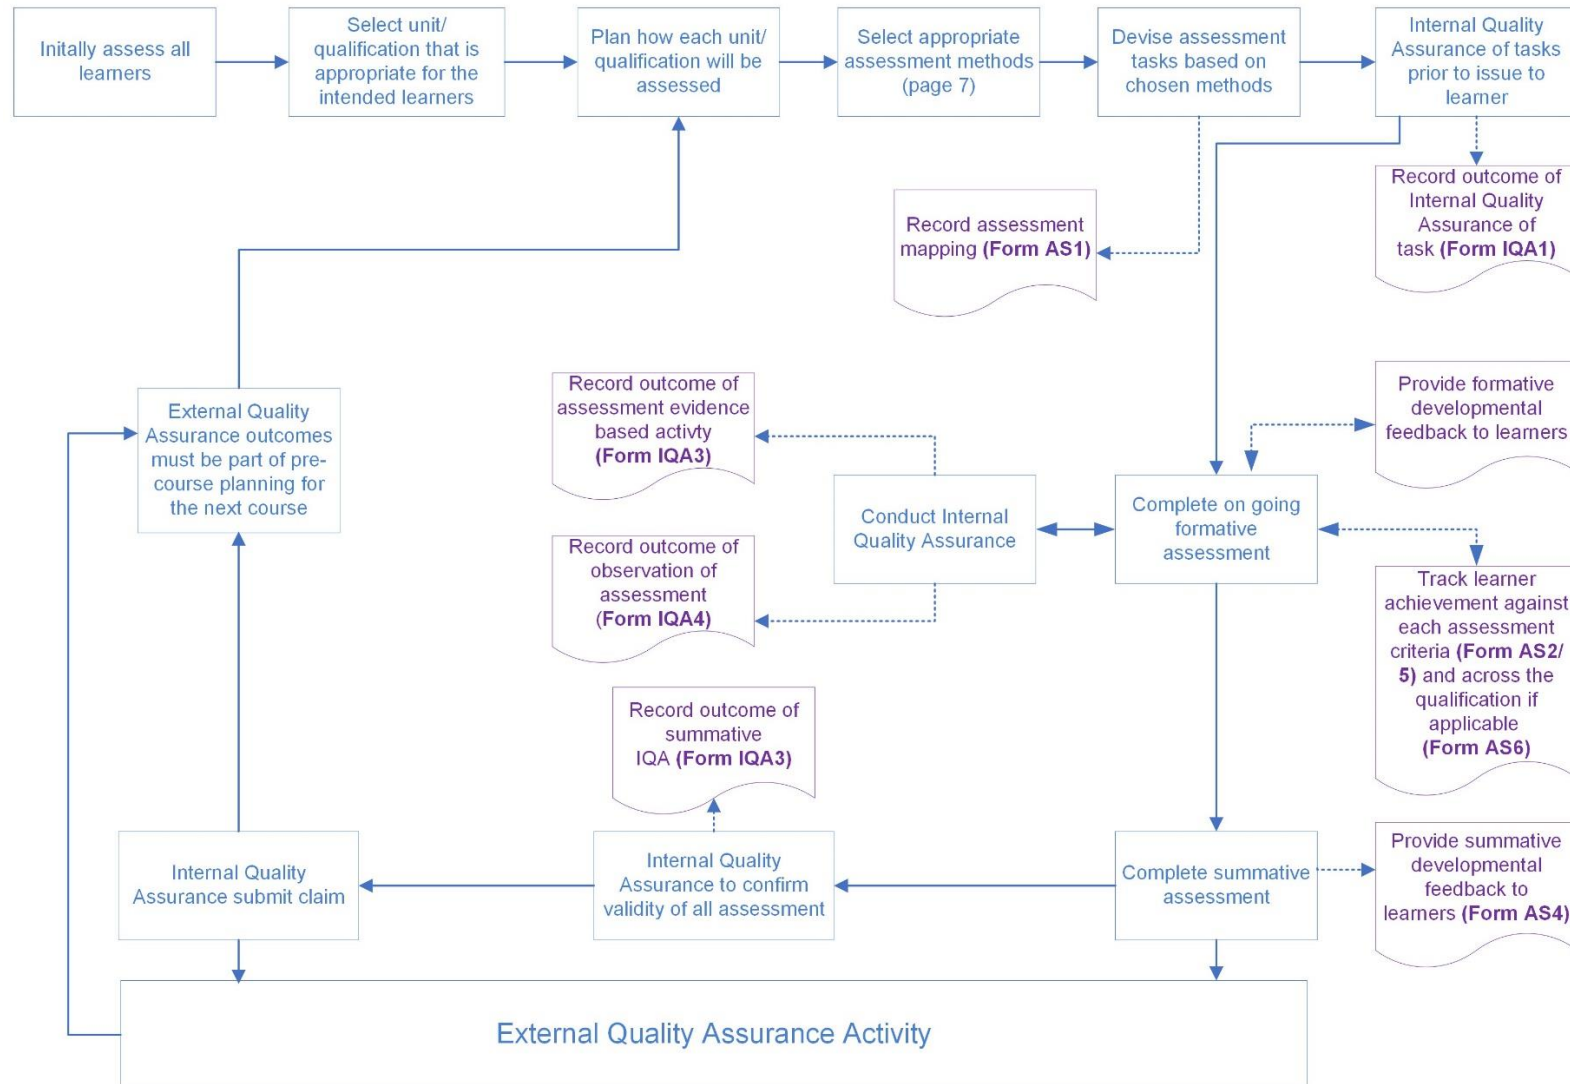 Initally assess all
learners
Select unit/
qualification that is
appropriate for the
intended learners
Plan how each unit/
qualification will be
assessed
Select appropriate
assessment methods
(page 7)
Devise assessment
tasks based on
chosen methods
Internal Quality
Assurance of tasks
prior to issue to
learner
Record assessment
mapping (Form AS1)
Record outcome of
Internal Quality
Assurance of
task (Form IQA1)
External Quality
Assurance outcomes
must be part of pre-
course planning for
the next course
Record outcome of
assessment evidence
based activty
(Form IQA3)
Provide formative
developmental
feedback to learners
Conduct Internal
Quality Assurance
Complete on going
formative
assessment
Record outcome of
observation of
assessment
(Form IQA4)
Track learner
achievement against
each assessment
criteria (Form AS2/
5) and across the
qualification if
applicable
(Form AS6)
Record outcome of
summative
IQA (Form IQA3)
Internal Quality
Assurance submit claim
Internal Quality
Assurance to confirm
validity of all assessment
Complete summative
assessment
Provide summative
developmental
feedback to
learners (Form AS4)
External Quality Assurance Activity